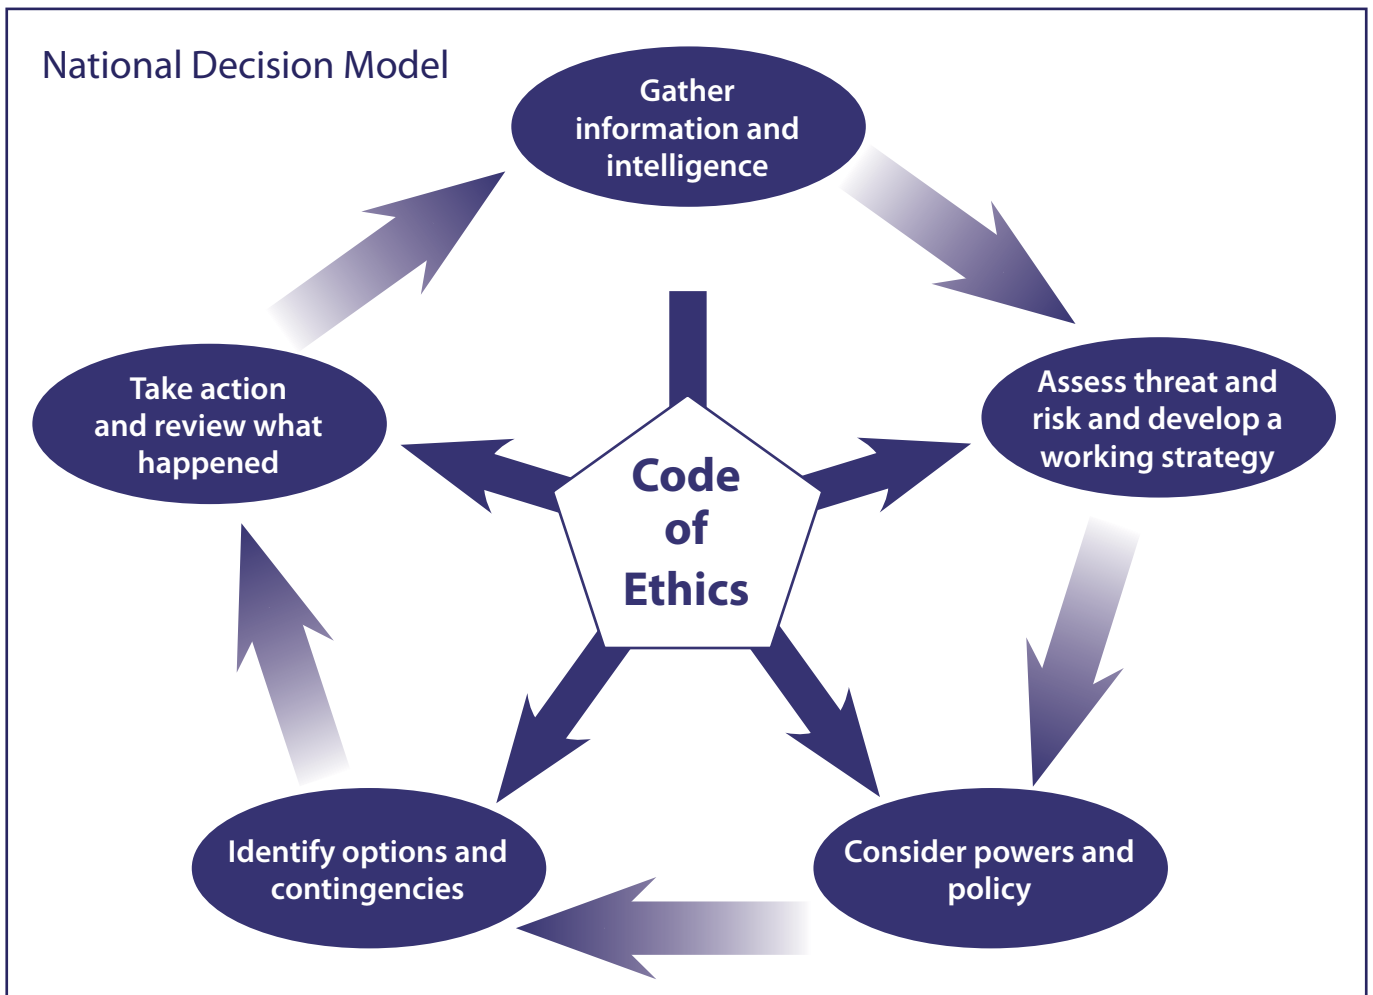 National Decision Model
Gather
information and
intelligence
Assess threat and
risk and develop a
working strategy
Consider powers and
policy
Identify options and
contingencies
Take action
and review what
happened
Code
of
Ethics